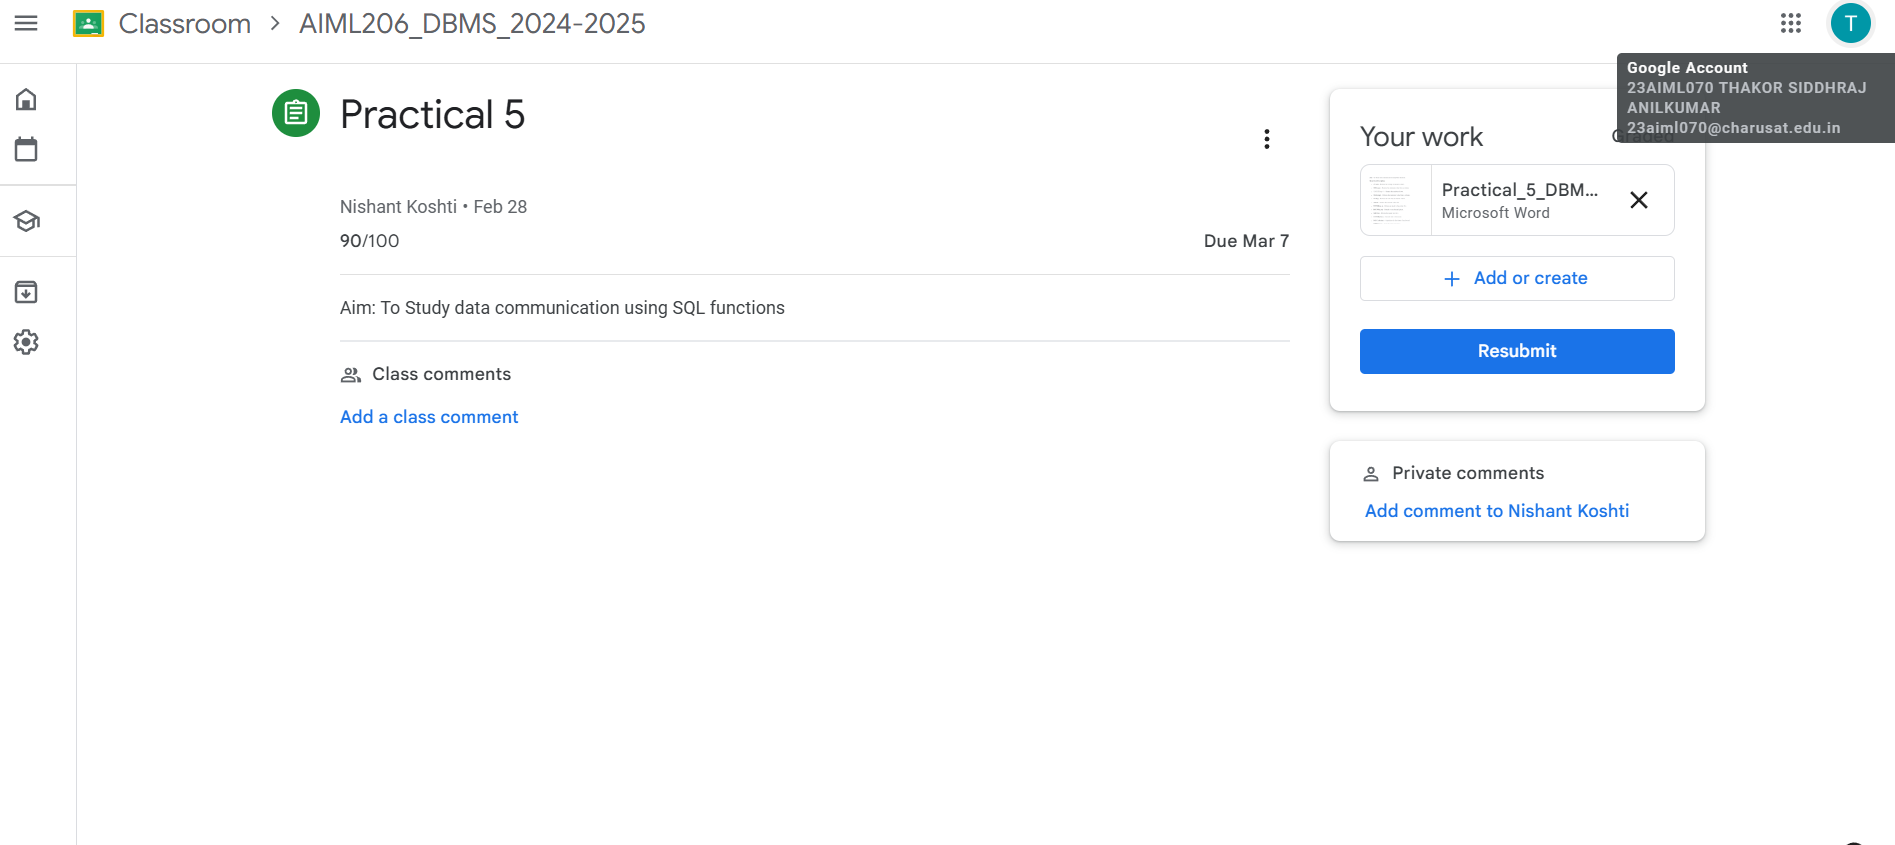 Classroom > AIML206_DBMS_2024-2025
T
Google Account
23AIML070 THAKOR SIDDHRAJ
ANILKUMAR
23aiml070@charusat.edu.in
Practical 5
Nishant Koshti • Feb 28
90/100
Due Mar 7
Aim: To Study data communication using SQL functions
Class comments
Add a class comment
Your work
Graded
Practical_5_DBM...
Microsoft Word
+ Add or create
Resubmit
Private comments
Add comment to Nishant Koshti